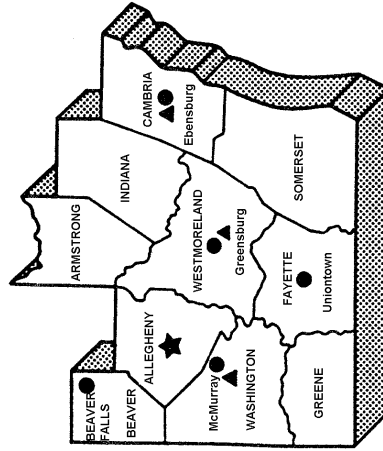 CAMBRIA
Ebensburg
INDIANA
SOMERSET
ARMSTRONG
WESTMORELAND
Greensburg
FAYETTE
Uniontown
ALLEGHENY
McMurray
WASHINGTON
GREENE
BEAVER
FALLS
BEAVER